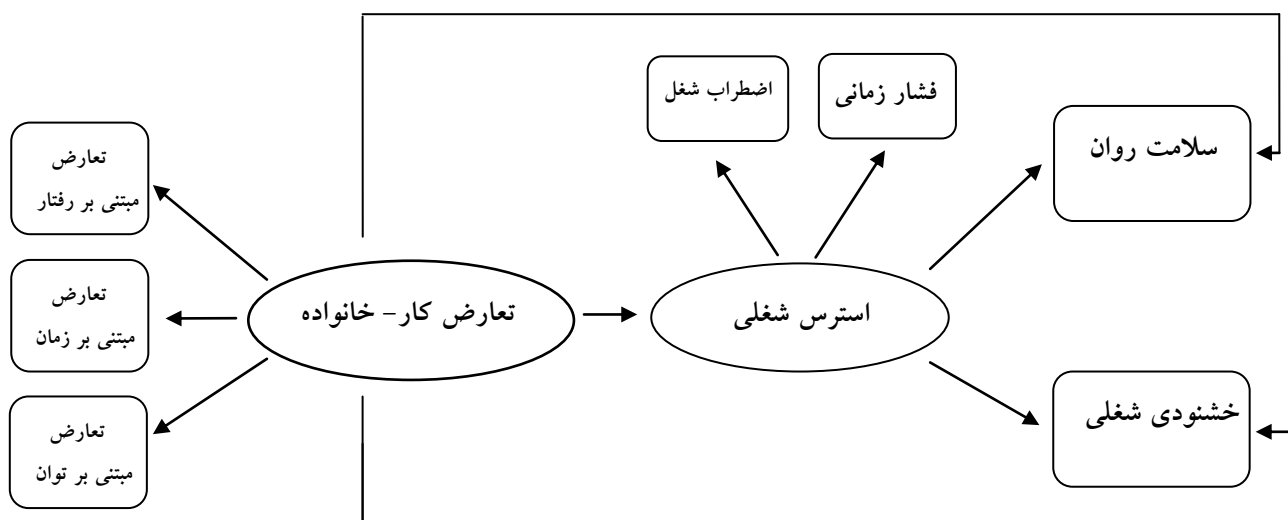 اضطراب شغل
فشار زمانی
سلامت روان
تعارض
مبتنی بر رفتار
تعارض
مبتنی بر زمان
تعارض کار- خانواده
استرس شغلی
خشنودی شغلی
تعارض
مبتنی بر توان